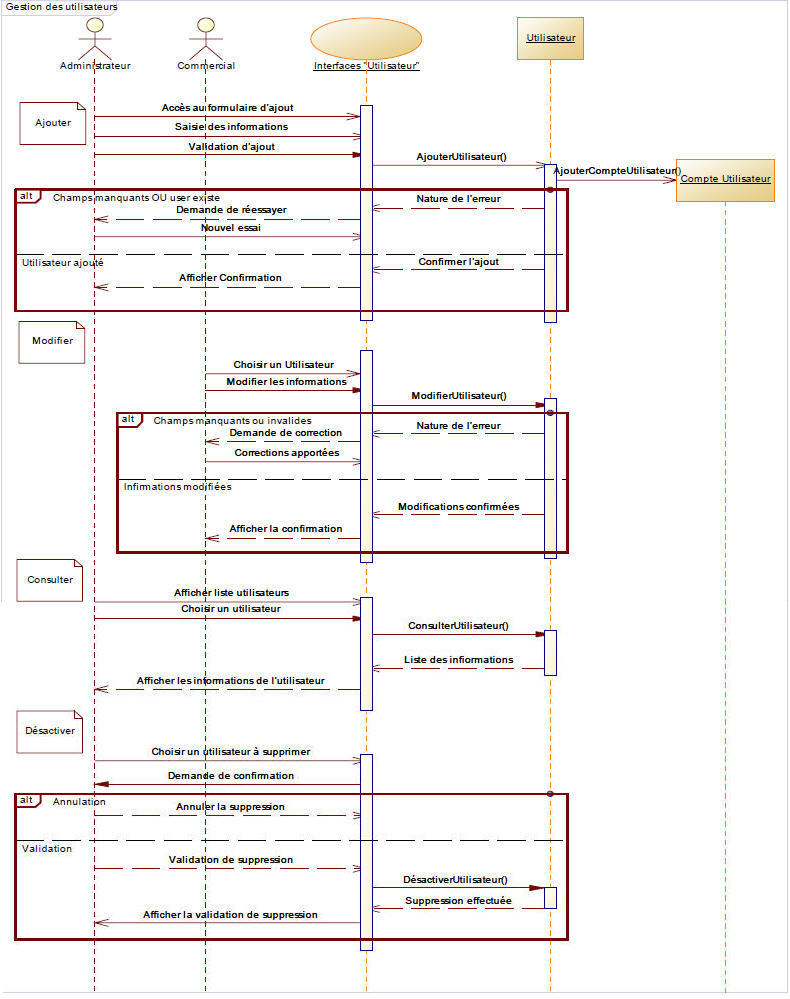 Gestion des utilisateurs
Administrateur
Commercial
Interfaces "Utilisateur"
Utilisateur
Ajouter
Accès au formulaire d'ajout
Saisie des informations
Validation d'ajout
AjouterUtilisateur()
AjouterCompteUtilisateur()
Compte Utilisateur
alt
Champs manquants OU user existe
Nature de l'erreur
Demande de réessayer
Nouvel essai
Utilisateur ajouté
Confirmer l'ajout
Afficher Confirmation
Modifier
Choisir un Utilisateur
Modifier les informations
ModifierUtilisateur()
alt
Champs manquants ou invalides
Nature de l'erreur
Demande de correction
Corrections apportées
Infirmations modifiées
Modifications confirmées
Afficher la confirmation
Consulter
Afficher liste utilisateurs
Choisir un utilisateur
ConsulterUtilisateur()
Liste des infiormations
Afficher les informations de l'utilisateur
Désactiver
Choisir un utilisateur à supprimer
Demande de confirmation
alt
Annulation
Annuler la suppression
Validation
Validation de suppression
DésactiverUtilisateur()
Suppression effectuée
Afficher la validation de suppression